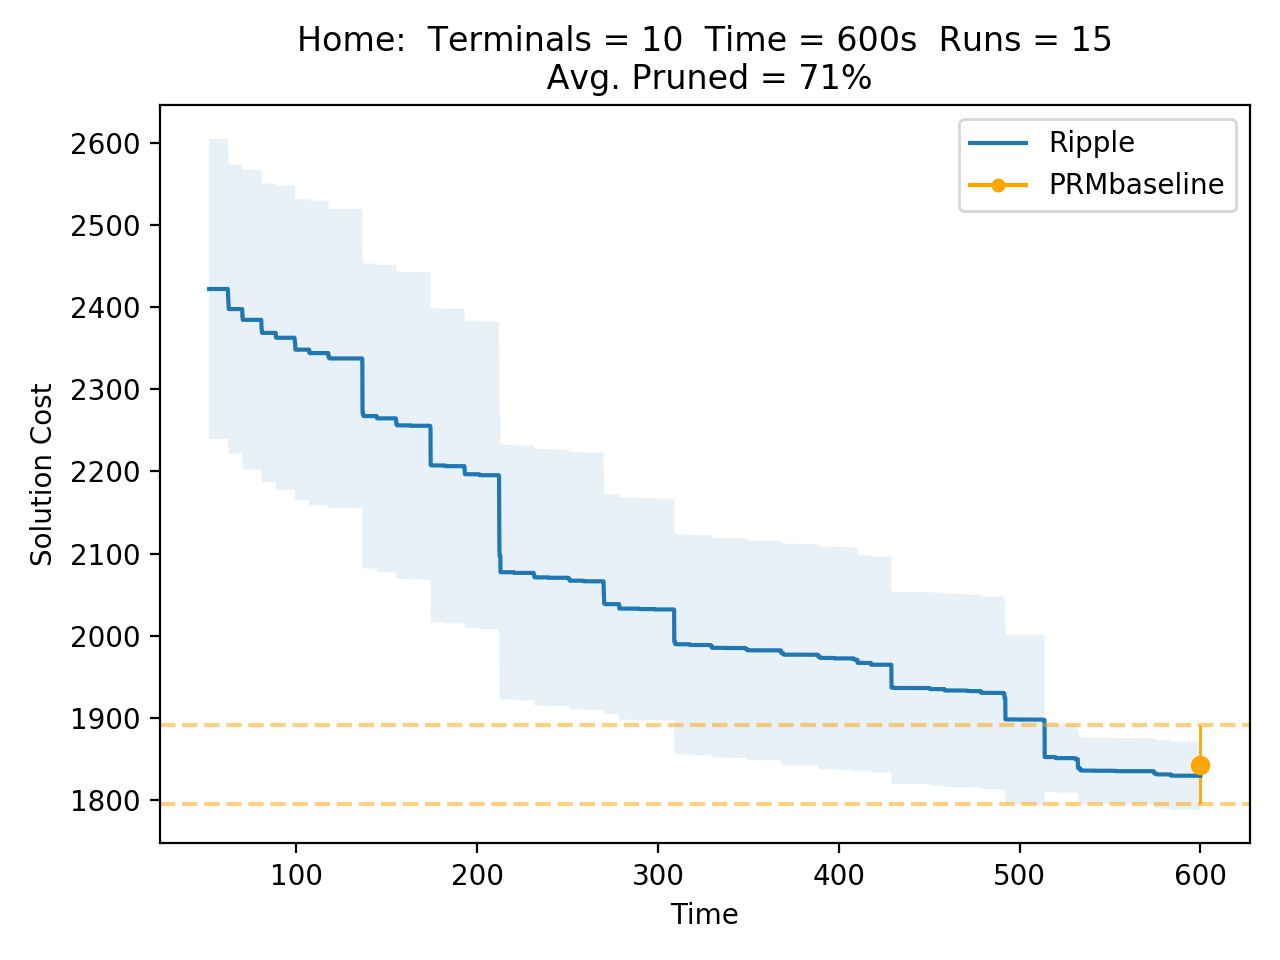 Home:  Terminals = 10  Time = 600s  Runs = 15
Avg. Pruned = 71%
Ripple
PRMbaseline
2600
2500
2400
2300
2200
2100
2000
1900
1800
Solution Cost
100
200
300
400
500
600
Time